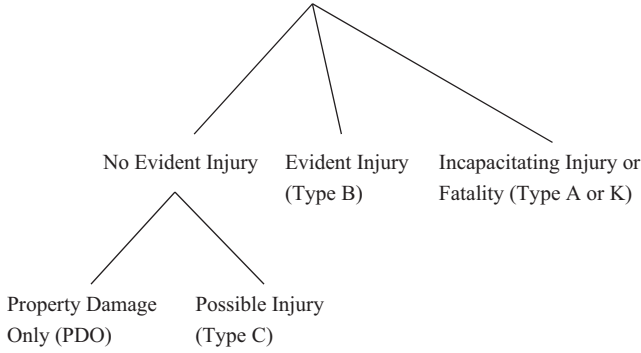 No Evident Injury
Evident Injury
(Type B)
Incapacitating Injury or
Fatality (Type A or K)
Property Damage
Only (PDO)
Possible Injury
(Type C)